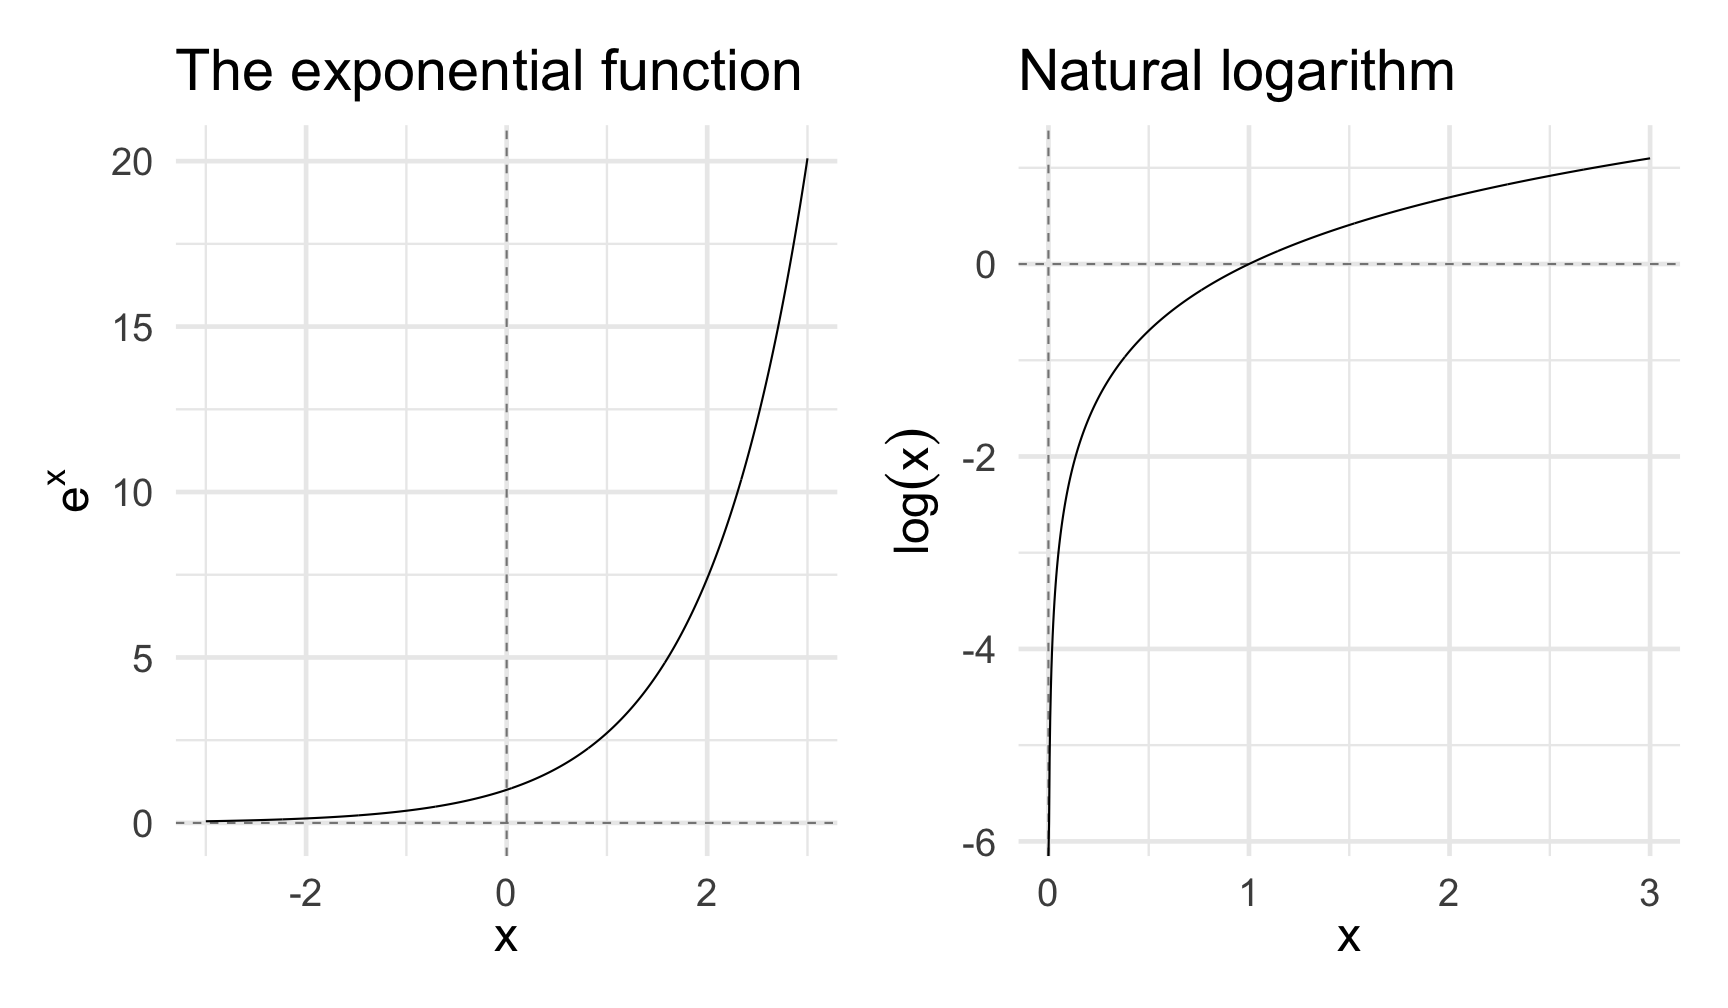 The exponential function
20
15
10
5
0
e^x
-2 0 2
x
Natural logarithm
0
-2
-4
-6
log(x)
0 1 2 3
x